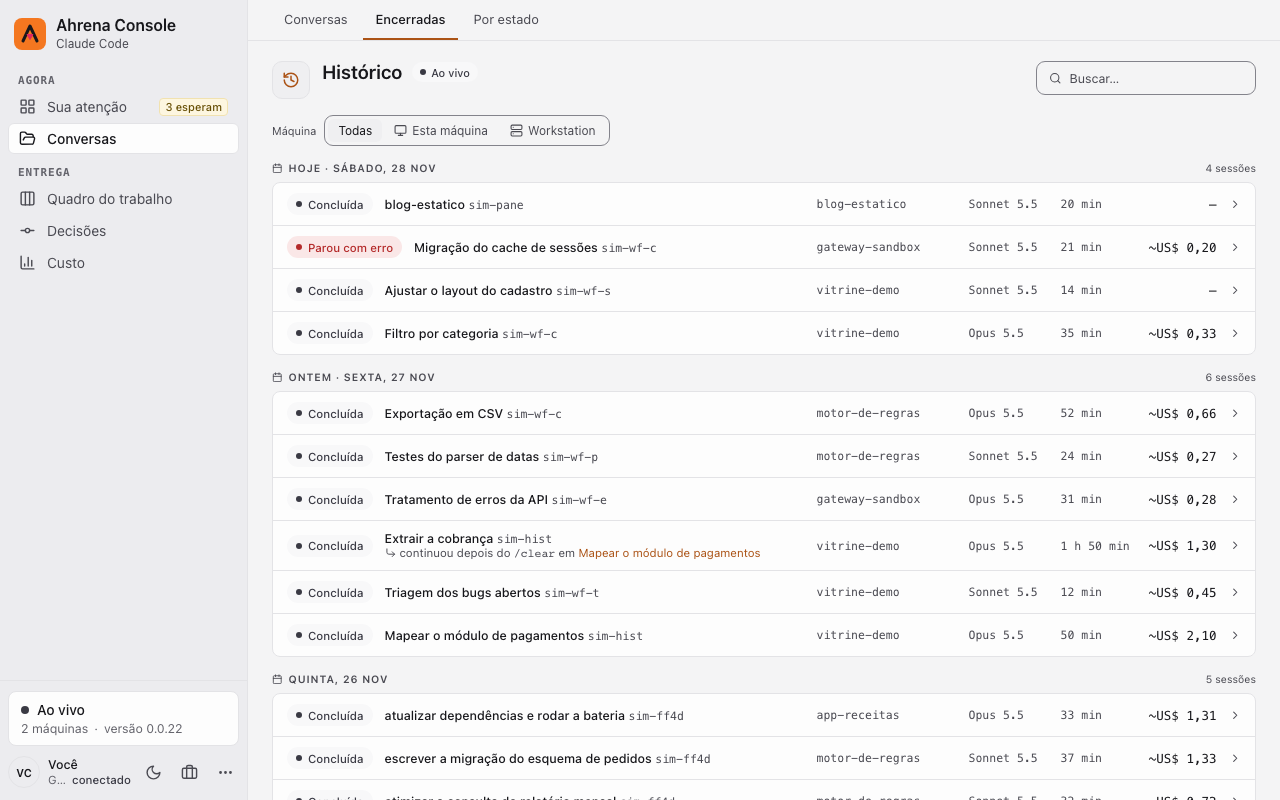 Ahrena Console
Claude Code
AGORA
Sua atenção 3 esperam
Conversas
ENTREGA
Quadro do trabalho
Decisões
Custo
Ao vivo
2 máquinas · versão 0.0.22
VC Você
G… conectado
Conversas Encerradas Por estado
Histórico Ao vivo
Buscar…
Máquina Todas Esta máquina Workstation
HOJE · SÁBADO, 28 NOV 4 sessões
Concluída blog-estatico sim-pane blog-estatico Sonnet 5.5 20 min —
Parou com erro Migração do cache de sessões sim-wf-c gateway-sandbox Sonnet 5.5 21 min ~US$ 0,20
Concluída Ajustar o layout do cadastro sim-wf-s vitrine-demo Sonnet 5.5 14 min —
Concluída Filtro por categoria sim-wf-c vitrine-demo Opus 5.5 35 min ~US$ 0,33
ONTEM · SEXTA, 27 NOV 6 sessões
Concluída Exportação em CSV sim-wf-c motor-de-regras Opus 5.5 52 min ~US$ 0,66
Concluída Testes do parser de datas sim-wf-p motor-de-regras Sonnet 5.5 24 min ~US$ 0,27
Concluída Tratamento de erros da API sim-wf-e gateway-sandbox Opus 5.5 31 min ~US$ 0,28
Concluída Extrair a cobrança sim-hist vitrine-demo Opus 5.5 1 h 50 min ~US$ 1,30
↳ continuou depois do /clear em Mapear o módulo de pagamentos
Concluída Triagem dos bugs abertos sim-wf-t vitrine-demo Sonnet 5.5 12 min ~US$ 0,45
Concluída Mapear o módulo de pagamentos sim-hist vitrine-demo Opus 5.5 50 min ~US$ 2,10
QUINTA, 26 NOV 5 sessões
Concluída atualizar dependências e rodar a bateria sim-ff4d app-receitas Opus 5.5 33 min ~US$ 1,31
Concluída escrever a migração do esquema de pedidos sim-ff4d motor-de-regras Sonnet 5.5 37 min ~US$ 1,33